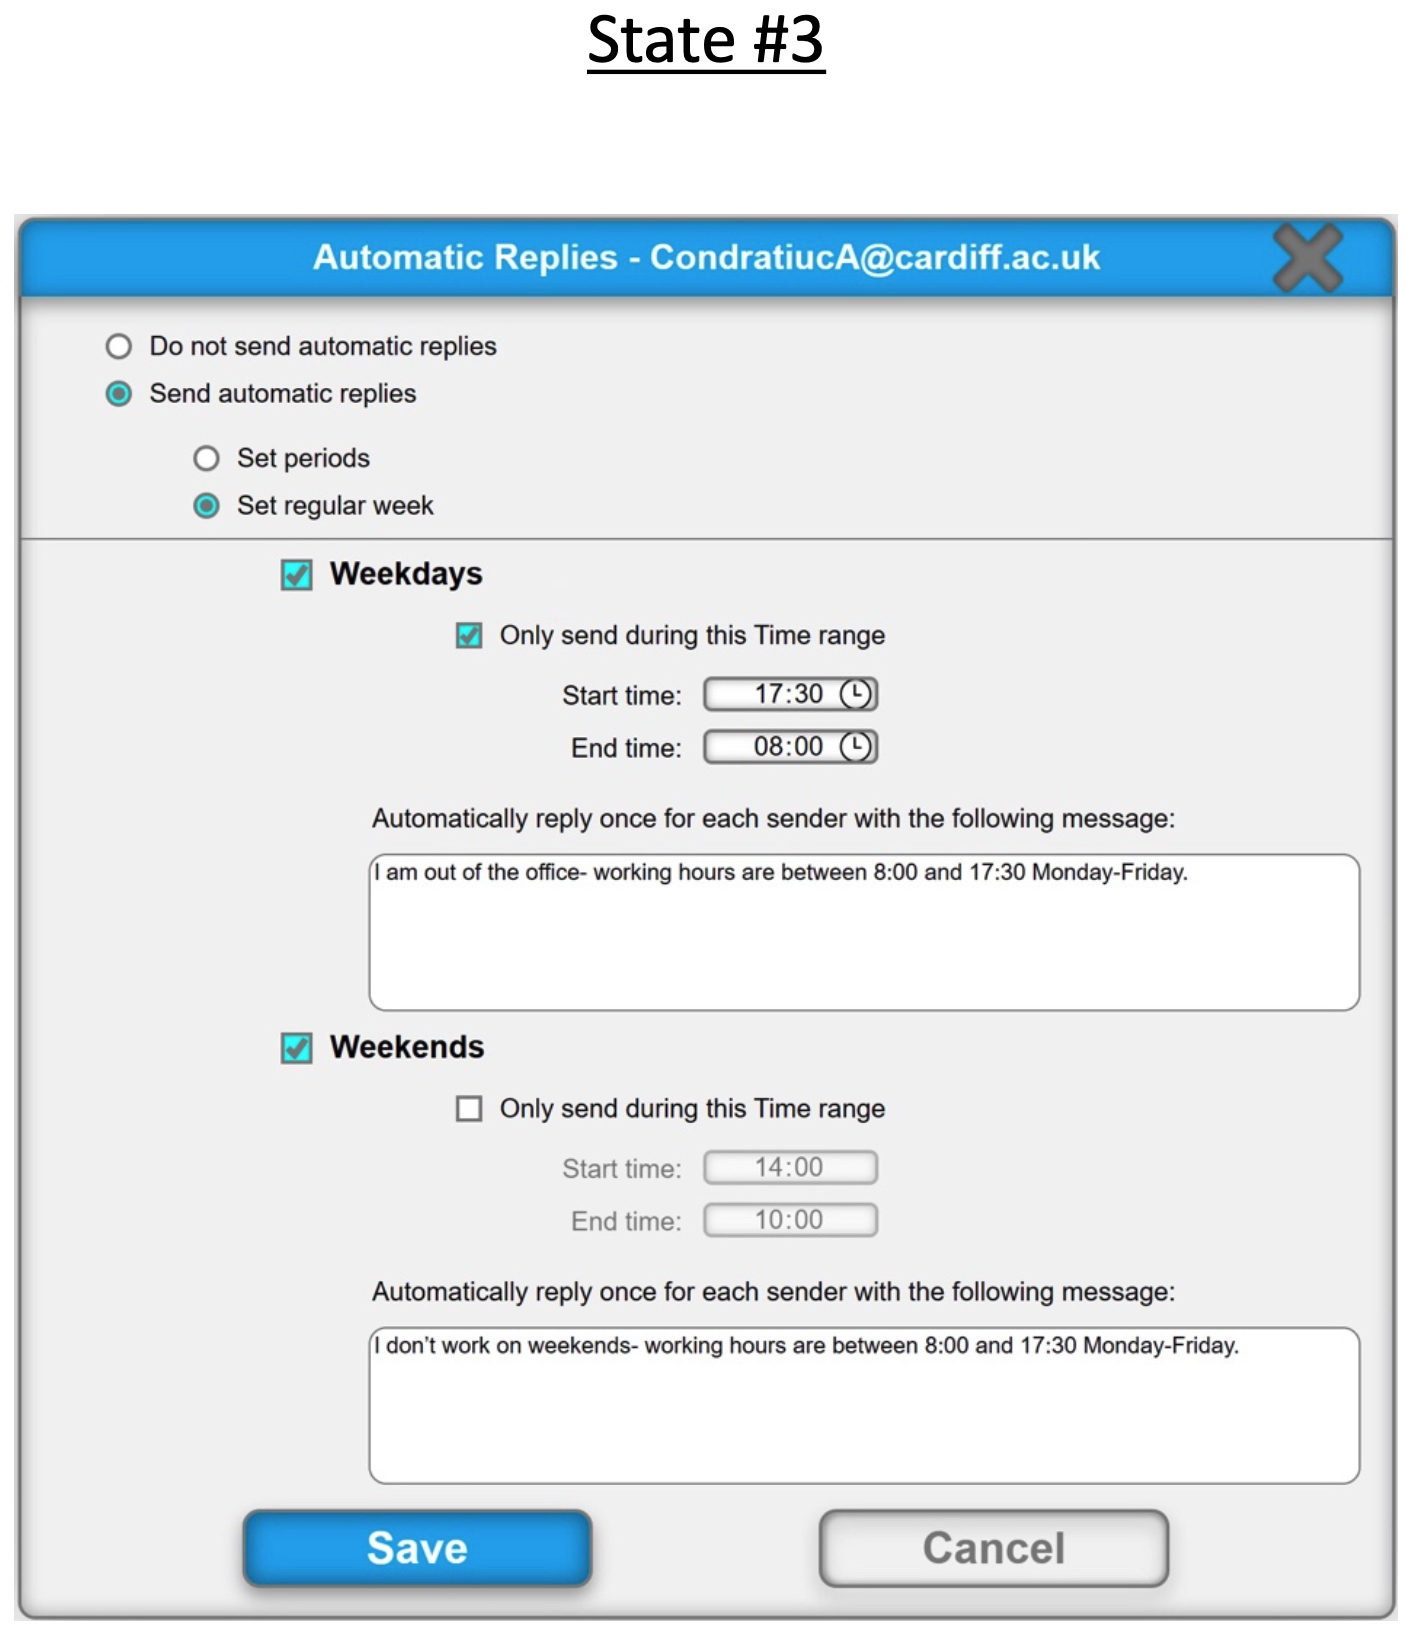 State #3
Automatic Replies - CondratiucA@cardiff.ac.uk
Do not send automatic replies
Send automatic replies
Set periods
Set regular week
Weekdays
Only send during this Time range
Start time: 17:30
End time: 08:00
Automatically reply once for each sender with the following message:
I am out of the office- working hours are between 8:00 and 17:30 Monday-Friday.
Weekends
Only send during this Time range
Start time: 14:00
End time: 10:00
Automatically reply once for each sender with the following message:
I don’t work on weekends- working hours are between 8:00 and 17:30 Monday-Friday.
Save Cancel